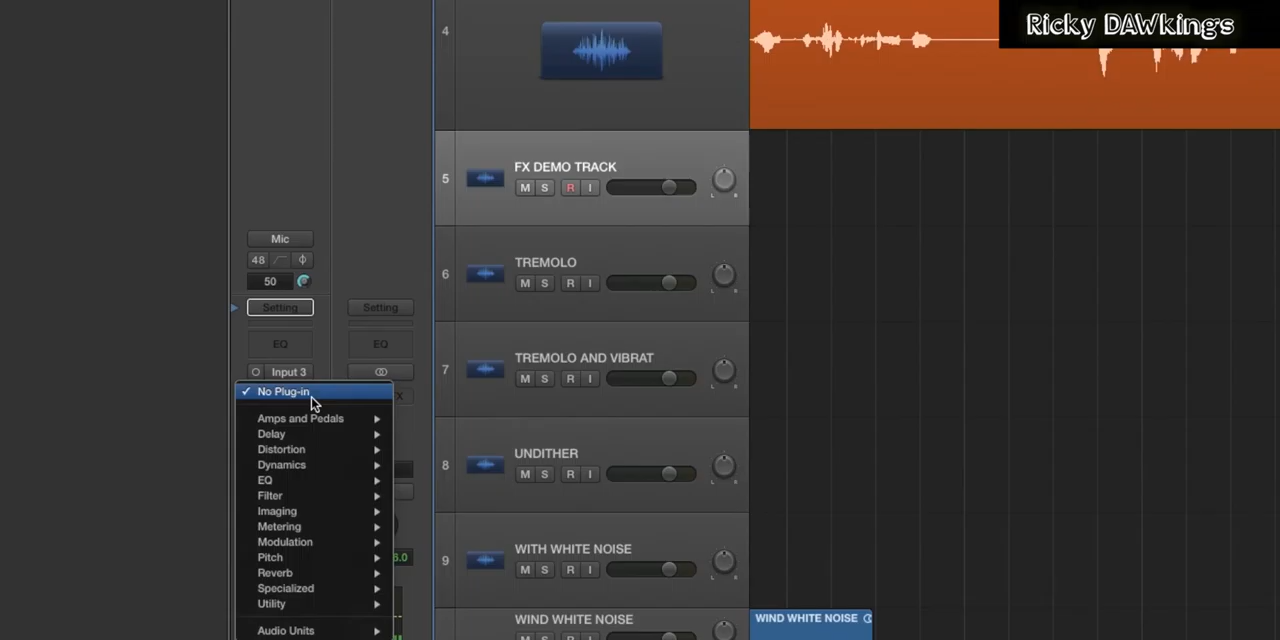 Ricky DAWkings
4
5
FX DEMO TRACK
M S R I
L R
Mic
48
50
Setting
Setting
EQ
EQ
Input 3
No Plug-in
Amps and Pedals
Delay
Distortion
Dynamics
EQ
Filter
Imaging
Metering
Modulation
Pitch
Reverb
Specialized
Utility
Audio Units
X
6.0
6
TREMOLO
M S R I
L R
7
TREMOLO AND VIBRAT
M S R I
L R
8
UNDITHER
M S R I
L R
9
WITH WHITE NOISE
M S R I
L R
WIND WHITE NOISE
M S R I
WIND WHITE NOISE